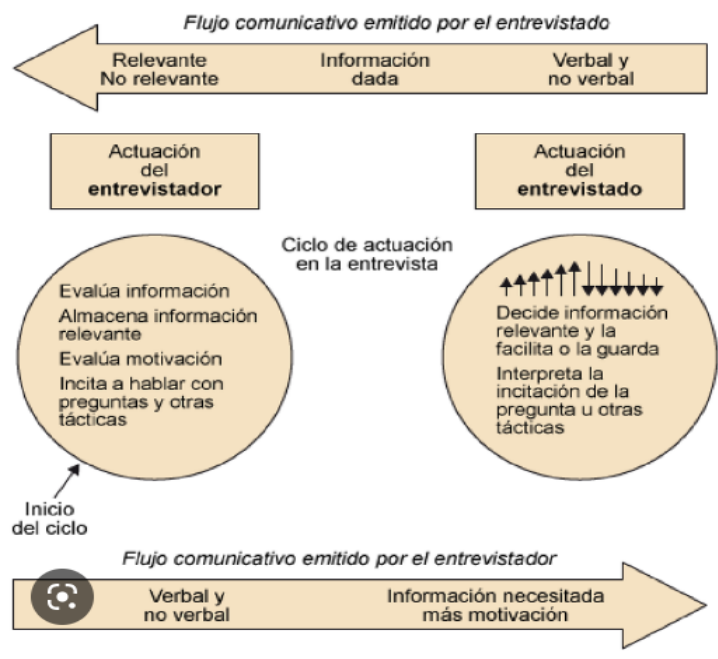 Flujo comunicativo emitido por el entrevistado
Relevante
No relevante
Información
dada
Verbal y
no verbal
Actuación
del
entrevistador
Actuación
del
entrevistado
Ciclo de actuación
en la entrevista
Evalúa información
Almacena información
relevante
Evalúa motivación
Incita a hablar con
preguntas y otras
tácticas
Decide información
relevante y la
facilita o la guarda
Interpreta la
incitación de la
pregunta u otras
tácticas
Inicio
del ciclo
Flujo comunicativo emitido por el entrevistador
Verbal y
no verbal
Información necesitada
más motivación